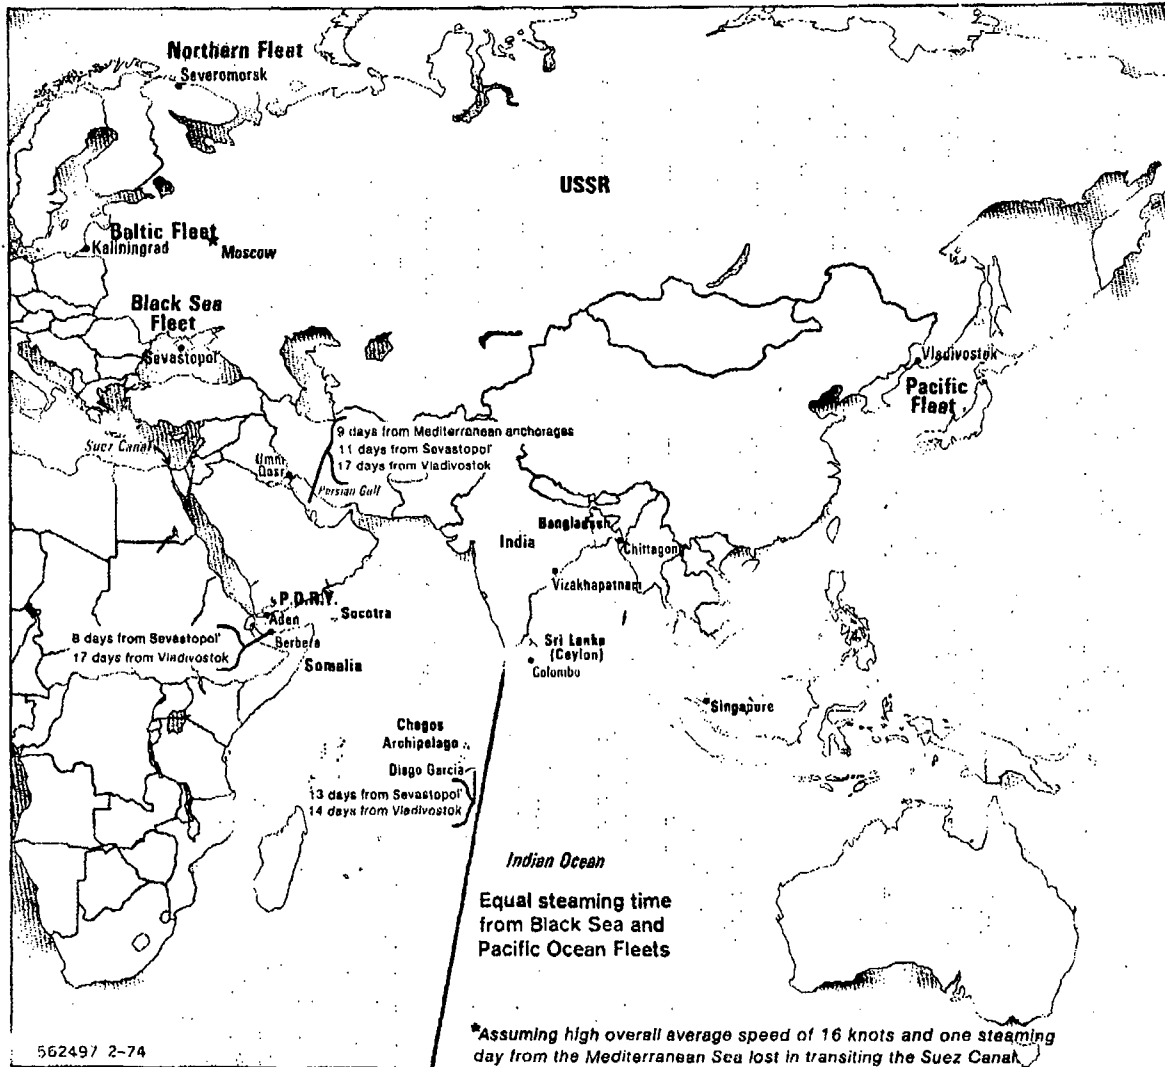 Northern Fleet
Severomorsk
USSR
Baltic Fleet
Kaliningrad
Moscow
Black Sea
Fleet
Sevastopol'
Vladivostok
Pacific
Fleet
Suez Canal
9 days from Mediterranean anchorages
11 days from Sevastopol'
17 days from Vladivostok
Umm
Qasr
Persian Gulf
Bangladesh
India
Chittagong
Vizakhapatnam
P.D.R.Y.
Aden
Socotra
8 days from Sevastopol'
17 days from Vladivostok
Berbera
Somalia
Sri Lanka
(Ceylon)
Colombo
Singapore
Chagos
Archipelago
Diego Garcia
13 days from Sevastopol'
14 days from Vladivostok
Indian Ocean
Equal steaming time
from Black Sea and
Pacific Ocean Fleets
*Assuming high overall average speed of 16 knots and one steaming
day from the Mediterranean Sea lost in transiting the Suez Canal.
562497 2-74